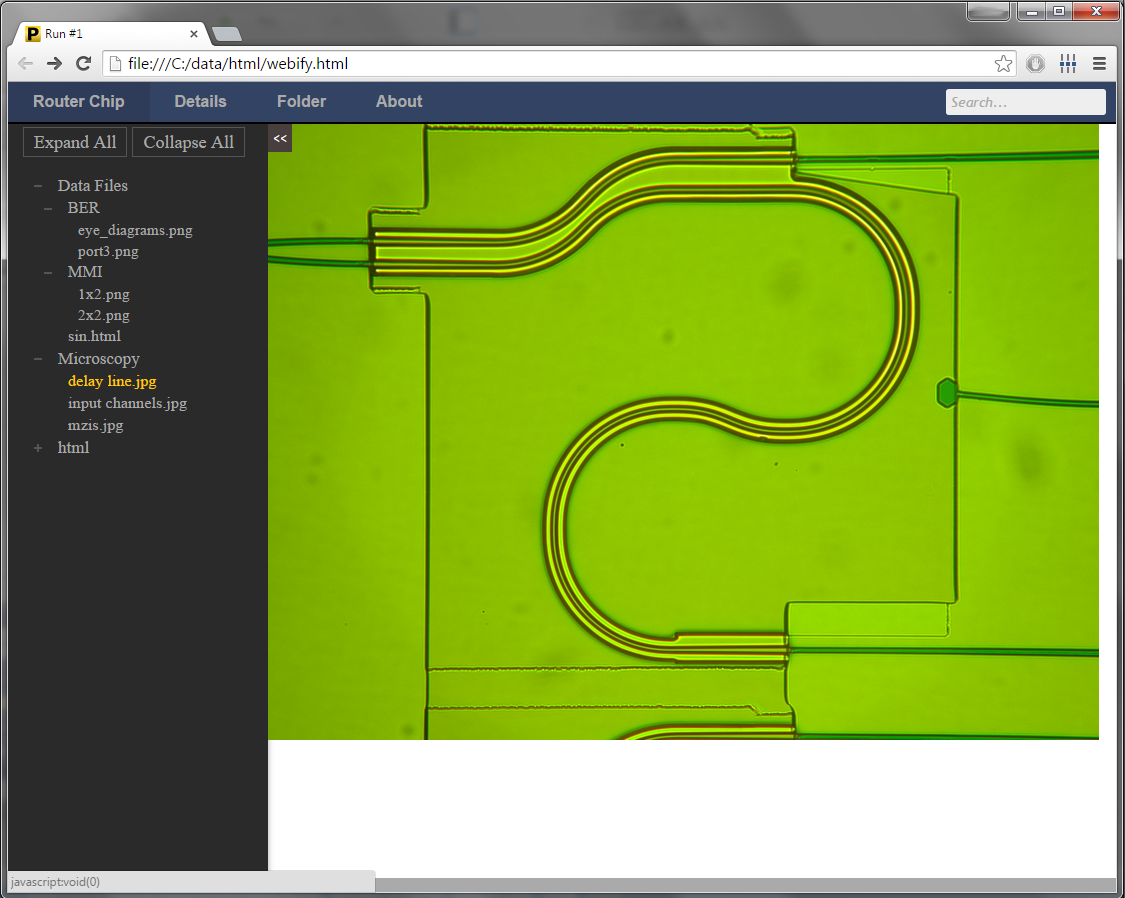 P Run #1
file:///C:/data/html/webify.html
Router Chip Details Folder About Search...
Expand All Collapse All <<
− Data Files
− BER
eye_diagrams.png
port3.png
− MMI
1x2.png
2x2.png
sin.html
− Microscopy
delay line.jpg
input channels.jpg
mzis.jpg
+ html
javascript:void(0)